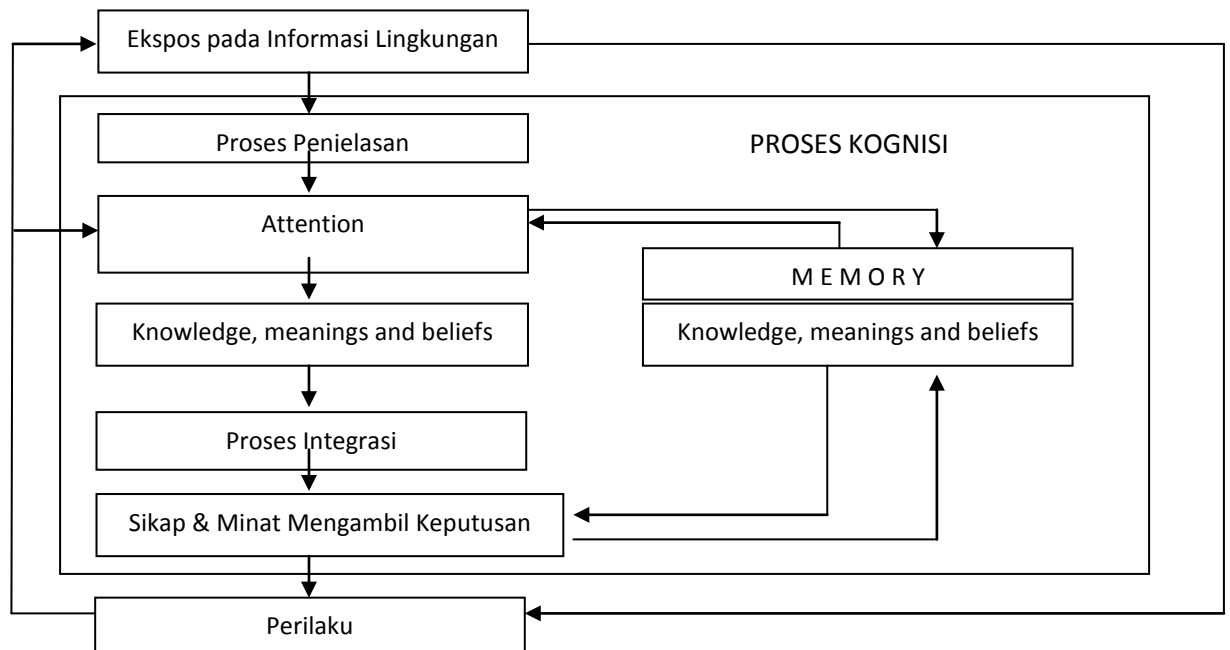 Ekspos pada Informasi Lingkungan
Proses Penjelasan
PROSES KOGNISI
Attention
M E M O R Y
Knowledge, meanings and beliefs
Knowledge, meanings and beliefs
Proses Integrasi
Sikap & Minat Mengambil Keputusan
Perilaku